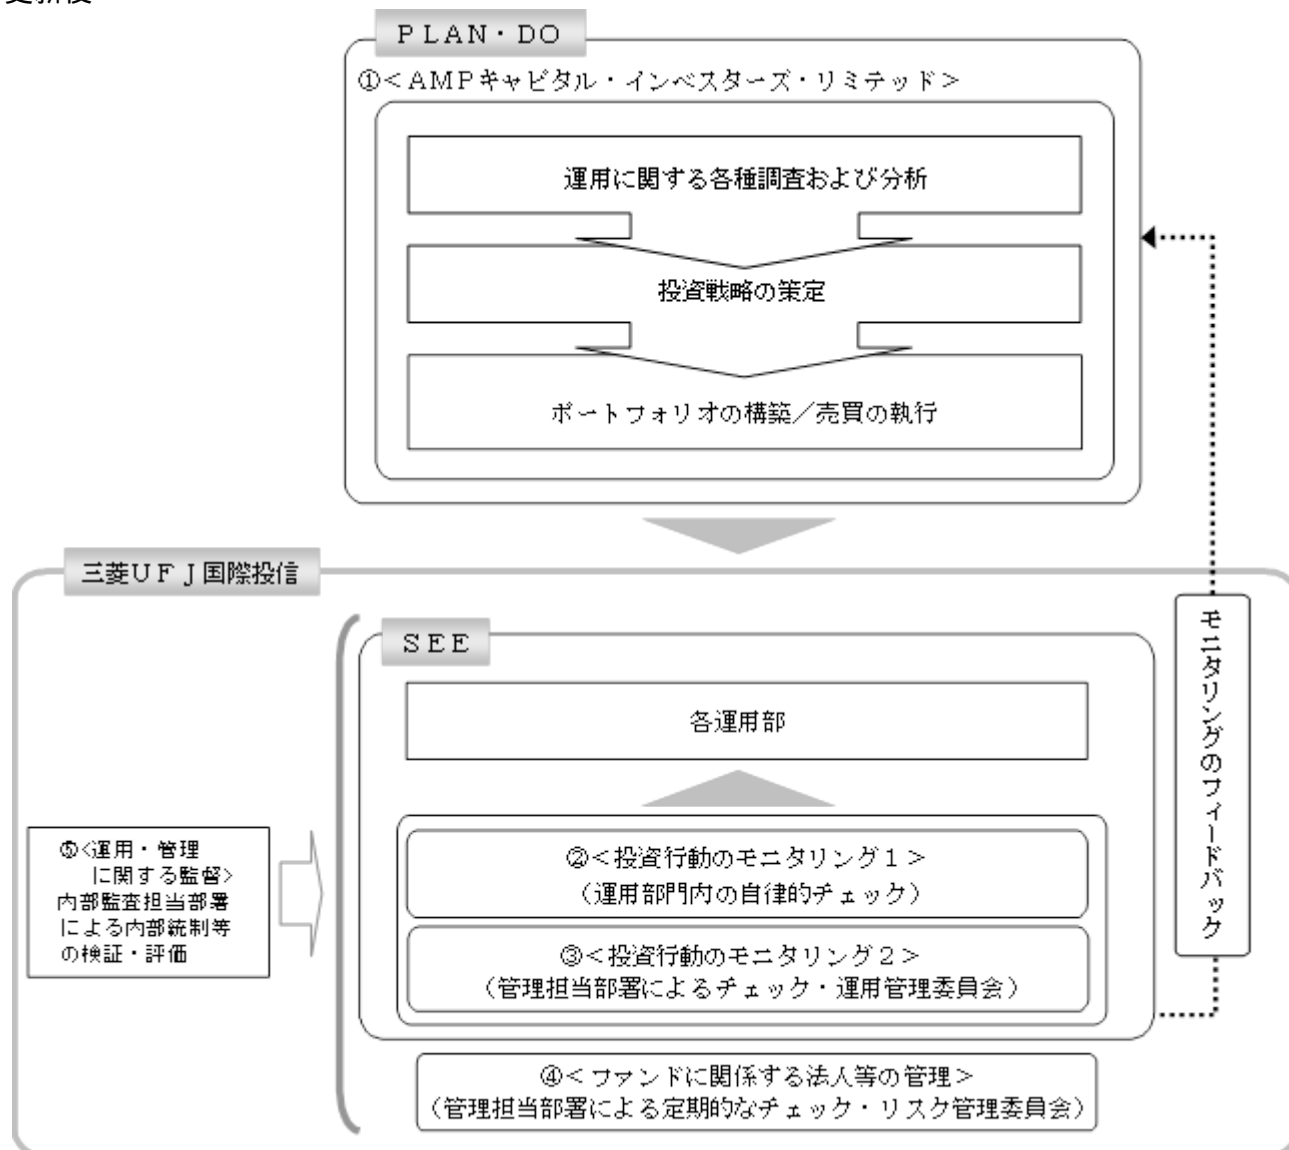 ＰＬＡＮ・ＤＯ
①＜ＡＭＰキャピタル・インベスターズ・リミテッド＞
運用に関する各種調査および分析
投資戦略の策定
ポートフォリオの構築／売買の執行
三菱ＵＦＪ国際投信
ＳＥＥ
各運用部
②＜投資行動のモニタリング１＞
（運用部門内の自律的チェック）
③＜投資行動のモニタリング２＞
（管理担当部署によるチェック・運用管理委員会）
④＜ファンドに関係する法人等の管理＞
（管理担当部署による定期的なチェック・リスク管理委員会）
⑤<運用・管理
に関する監督>
内部監査担当部署
による内部統制等
の検証・評価
モニタリングのフィードバック